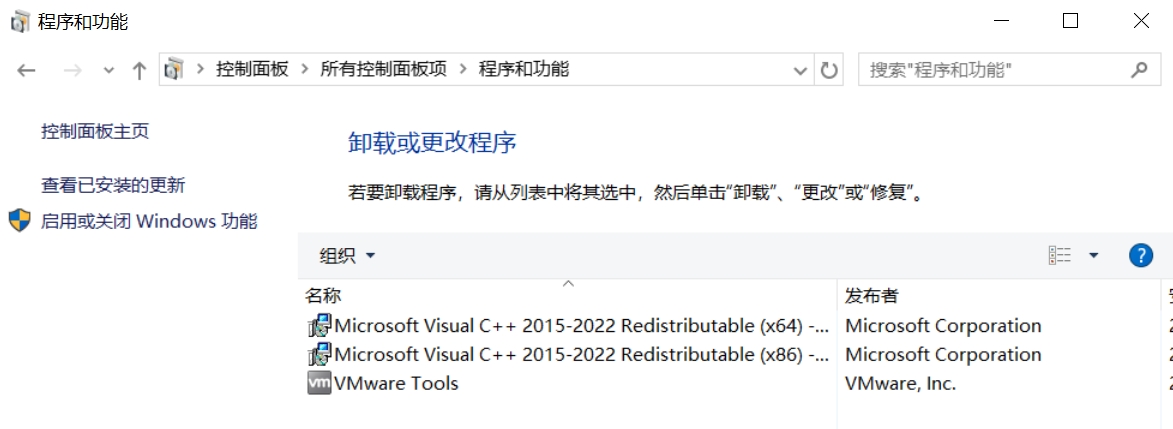 程序和功能
控制面板 所有控制面板项 程序和功能
搜索"程序和功能"
控制面板主页
查看已安装的更新
启用或关闭 Windows 功能
卸载或更改程序
若要卸载程序，请从列表中将其选中，然后单击“卸载”、“更改”或“修复”。
组织
名称 发布者
Microsoft Visual C++ 2015-2022 Redistributable (x64) -... Microsoft Corporation
Microsoft Visual C++ 2015-2022 Redistributable (x86) -... Microsoft Corporation
vm VMware Tools VMware, Inc.